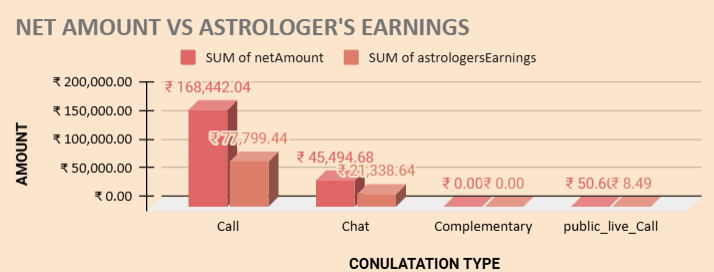 NET AMOUNT VS ASTROLOGER'S EARNINGS
SUM of netAmount SUM of astrologersEarnings
₹ 200,000.00
₹ 168,442.04
₹ 150,000.00
₹ 77,799.44
₹ 100,000.00
₹ 45,494.68
₹ 21,338.64
₹ 50,000.00
₹ 0.00 ₹ 0.00
₹ 50.60 ₹ 8.49
₹ 0.00
AMOUNT
Call Chat Complementary public_live_Call
CONULATATION TYPE